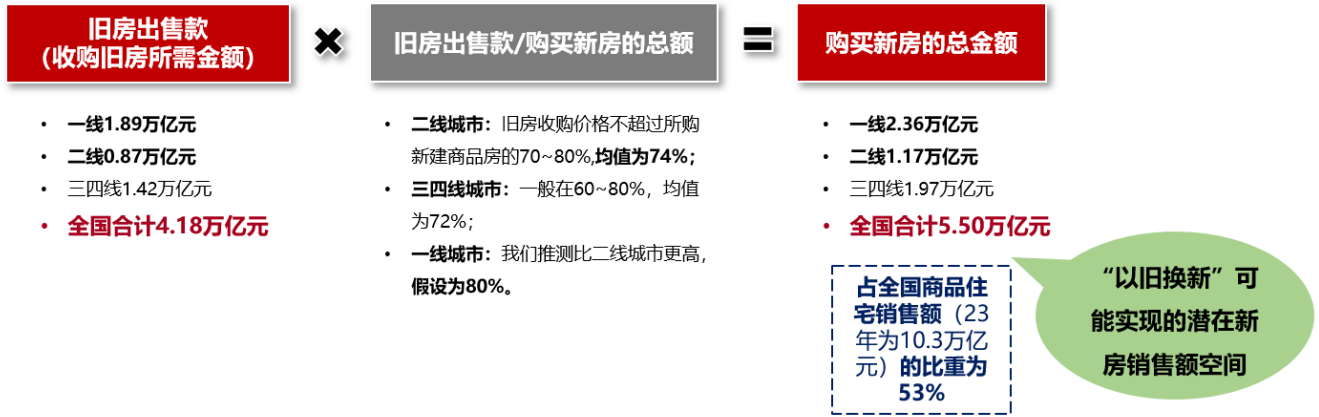 旧房出售款
(收购旧房所需金额)
×
旧房出售款/购买新房的总额
=
购买新房的总金额
• 一线1.89万亿元
• 二线0.87万亿元
• 三四线1.42万亿元
• 全国合计4.18万亿元
• 二线城市：旧房收购价格不超过所购
新建商品房的70~80%,均值为74%；
• 三四线城市：一般在60~80%，均值
为72%；
• 一线城市：我们推测比二线城市更高，
假设为80%。
• 一线2.36万亿元
• 二线1.17万亿元
• 三四线1.97万亿元
• 全国合计5.50万亿元
占全国商品住
宅销售额（23
年为10.3万亿
元）的比重为
53%
“以旧换新”可
能实现的潜在新
房销售额空间